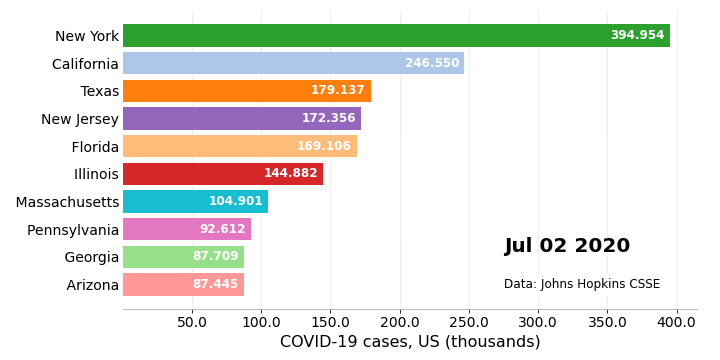 New York 394.954
California 246.550
Texas 179.137
New Jersey 172.356
Florida 169.106
Illinois 144.882
Massachusetts 104.901
Pennsylvania 92.612
Georgia 87.709
Arizona 87.445
Jul 02 2020
Data: Johns Hopkins CSSE
50.0 100.0 150.0 200.0 250.0 300.0 350.0 400.0
COVID-19 cases, US (thousands)